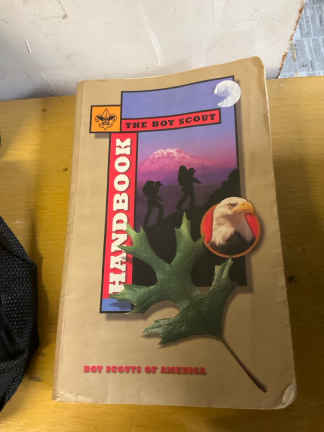 THE BOY SCOUT
HANDBOOK
BOY SCOUTS OF AMERICA